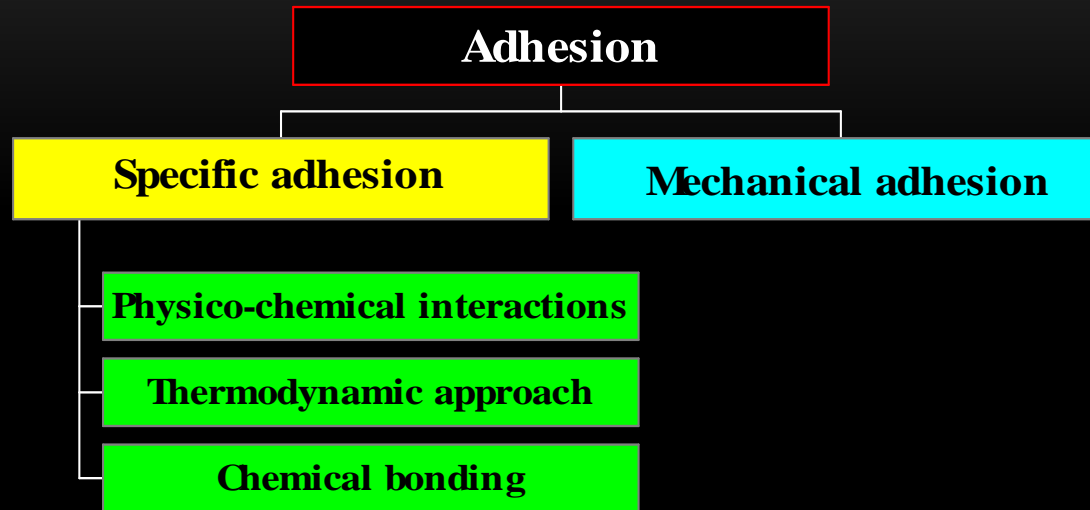 Adhesion
Specific adhesion
Mechanical adhesion
Physico-chemical interactions
Thermodynamic approach
Chemical bonding